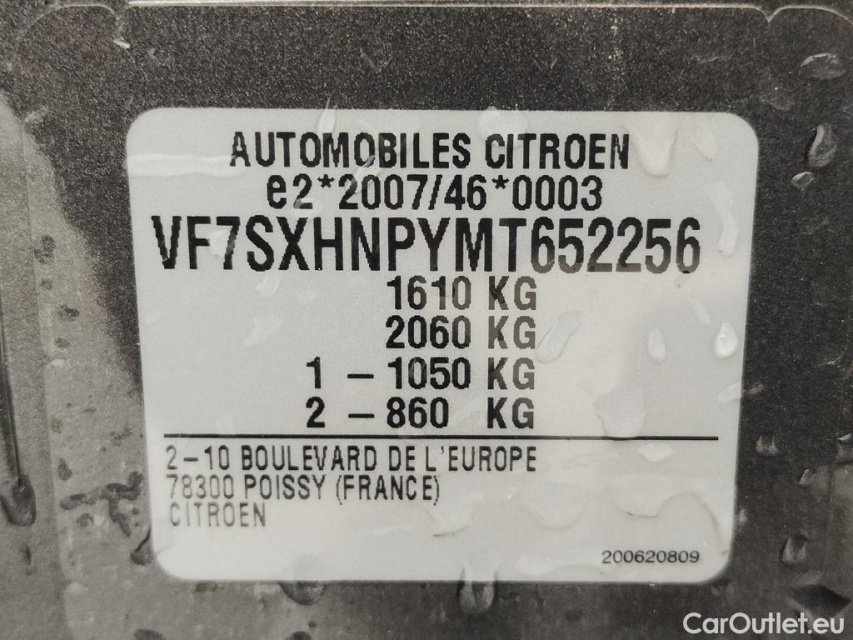 AUTOMOBILES CITROEN
e2*2007/46*0003
VF7SXHNPYMT652256
1610 KG
2060 KG
1 – 1050 KG
2 – 860 KG
2–10 BOULEVARD DE L'EUROPE
78300 POISSY (FRANCE)
CITROEN
200620809
CarOutlet.eu